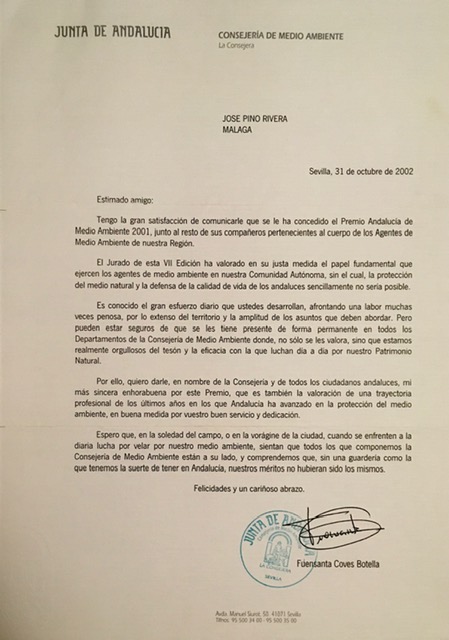 JUNTA DE ANDALUCIA
CONSEJERÍA DE MEDIO AMBIENTE
La Consejera
JOSE PINO RIVERA
MALAGA
Sevilla, 31 de octubre de 2002
Estimado amigo:
Tengo la gran satisfacción de comunicarle que se le ha concedido el Premio Andalucía de
Medio Ambiente 2001, junto al resto de sus compañeros pertenecientes al cuerpo de los Agentes de
Medio Ambiente de nuestra Región.
El Jurado de esta VII Edición ha valorado en su justa medida el papel fundamental que
ejercen los agentes de medio ambiente en nuestra Comunidad Autónoma, sin el cual, la protección
del medio natural y la defensa de la calidad de vida de los andaluces sencillamente no sería posible.
Es conocido el gran esfuerzo diario que ustedes desarrollan, afrontando una labor muchas
veces penosa, por lo extenso del territorio y la amplitud de los asuntos que deben abordar. Pero
pueden estar seguros de que se les tiene presente de forma permanente en todos los
Departamentos de la Consejería de Medio Ambiente donde, no sólo se les valora, sino que estamos
realmente orgullosos del tesón y la eficacia con la que luchan día a día por nuestro Patrimonio
Natural.
Por ello, quiero darle, en nombre de la Consejería y de todos los ciudadanos andaluces, mi
más sincera enhorabuena por este Premio, que es también la valoración de una trayectoria
profesional de los últimos años en los que Andalucía ha avanzado en la protección del medio
ambiente, en buena medida por vuestro buen servicio y dedicación.
Espero que, en la soledad del campo, o en la vorágine de la ciudad, cuando se enfrenten a la
diaria lucha por velar por nuestro medio ambiente, sientan que todos los que componemos la
Consejería de Medio Ambiente están a su lado, y comprendemos que, sin una guardería como la
que tenemos la suerte de tener en Andalucía, nuestros méritos no hubieran sido los mismos.
Felicidades y un cariñoso abrazo.
JUNTA DE ANDALUCIA
LA CONSEJERA
SEVILLA
Fuensanta Coves Botella
Avda. Manuel Siurot, 50. 41071 Sevilla
Tlfnos: 95 500 34 00 - 95 500 35 00